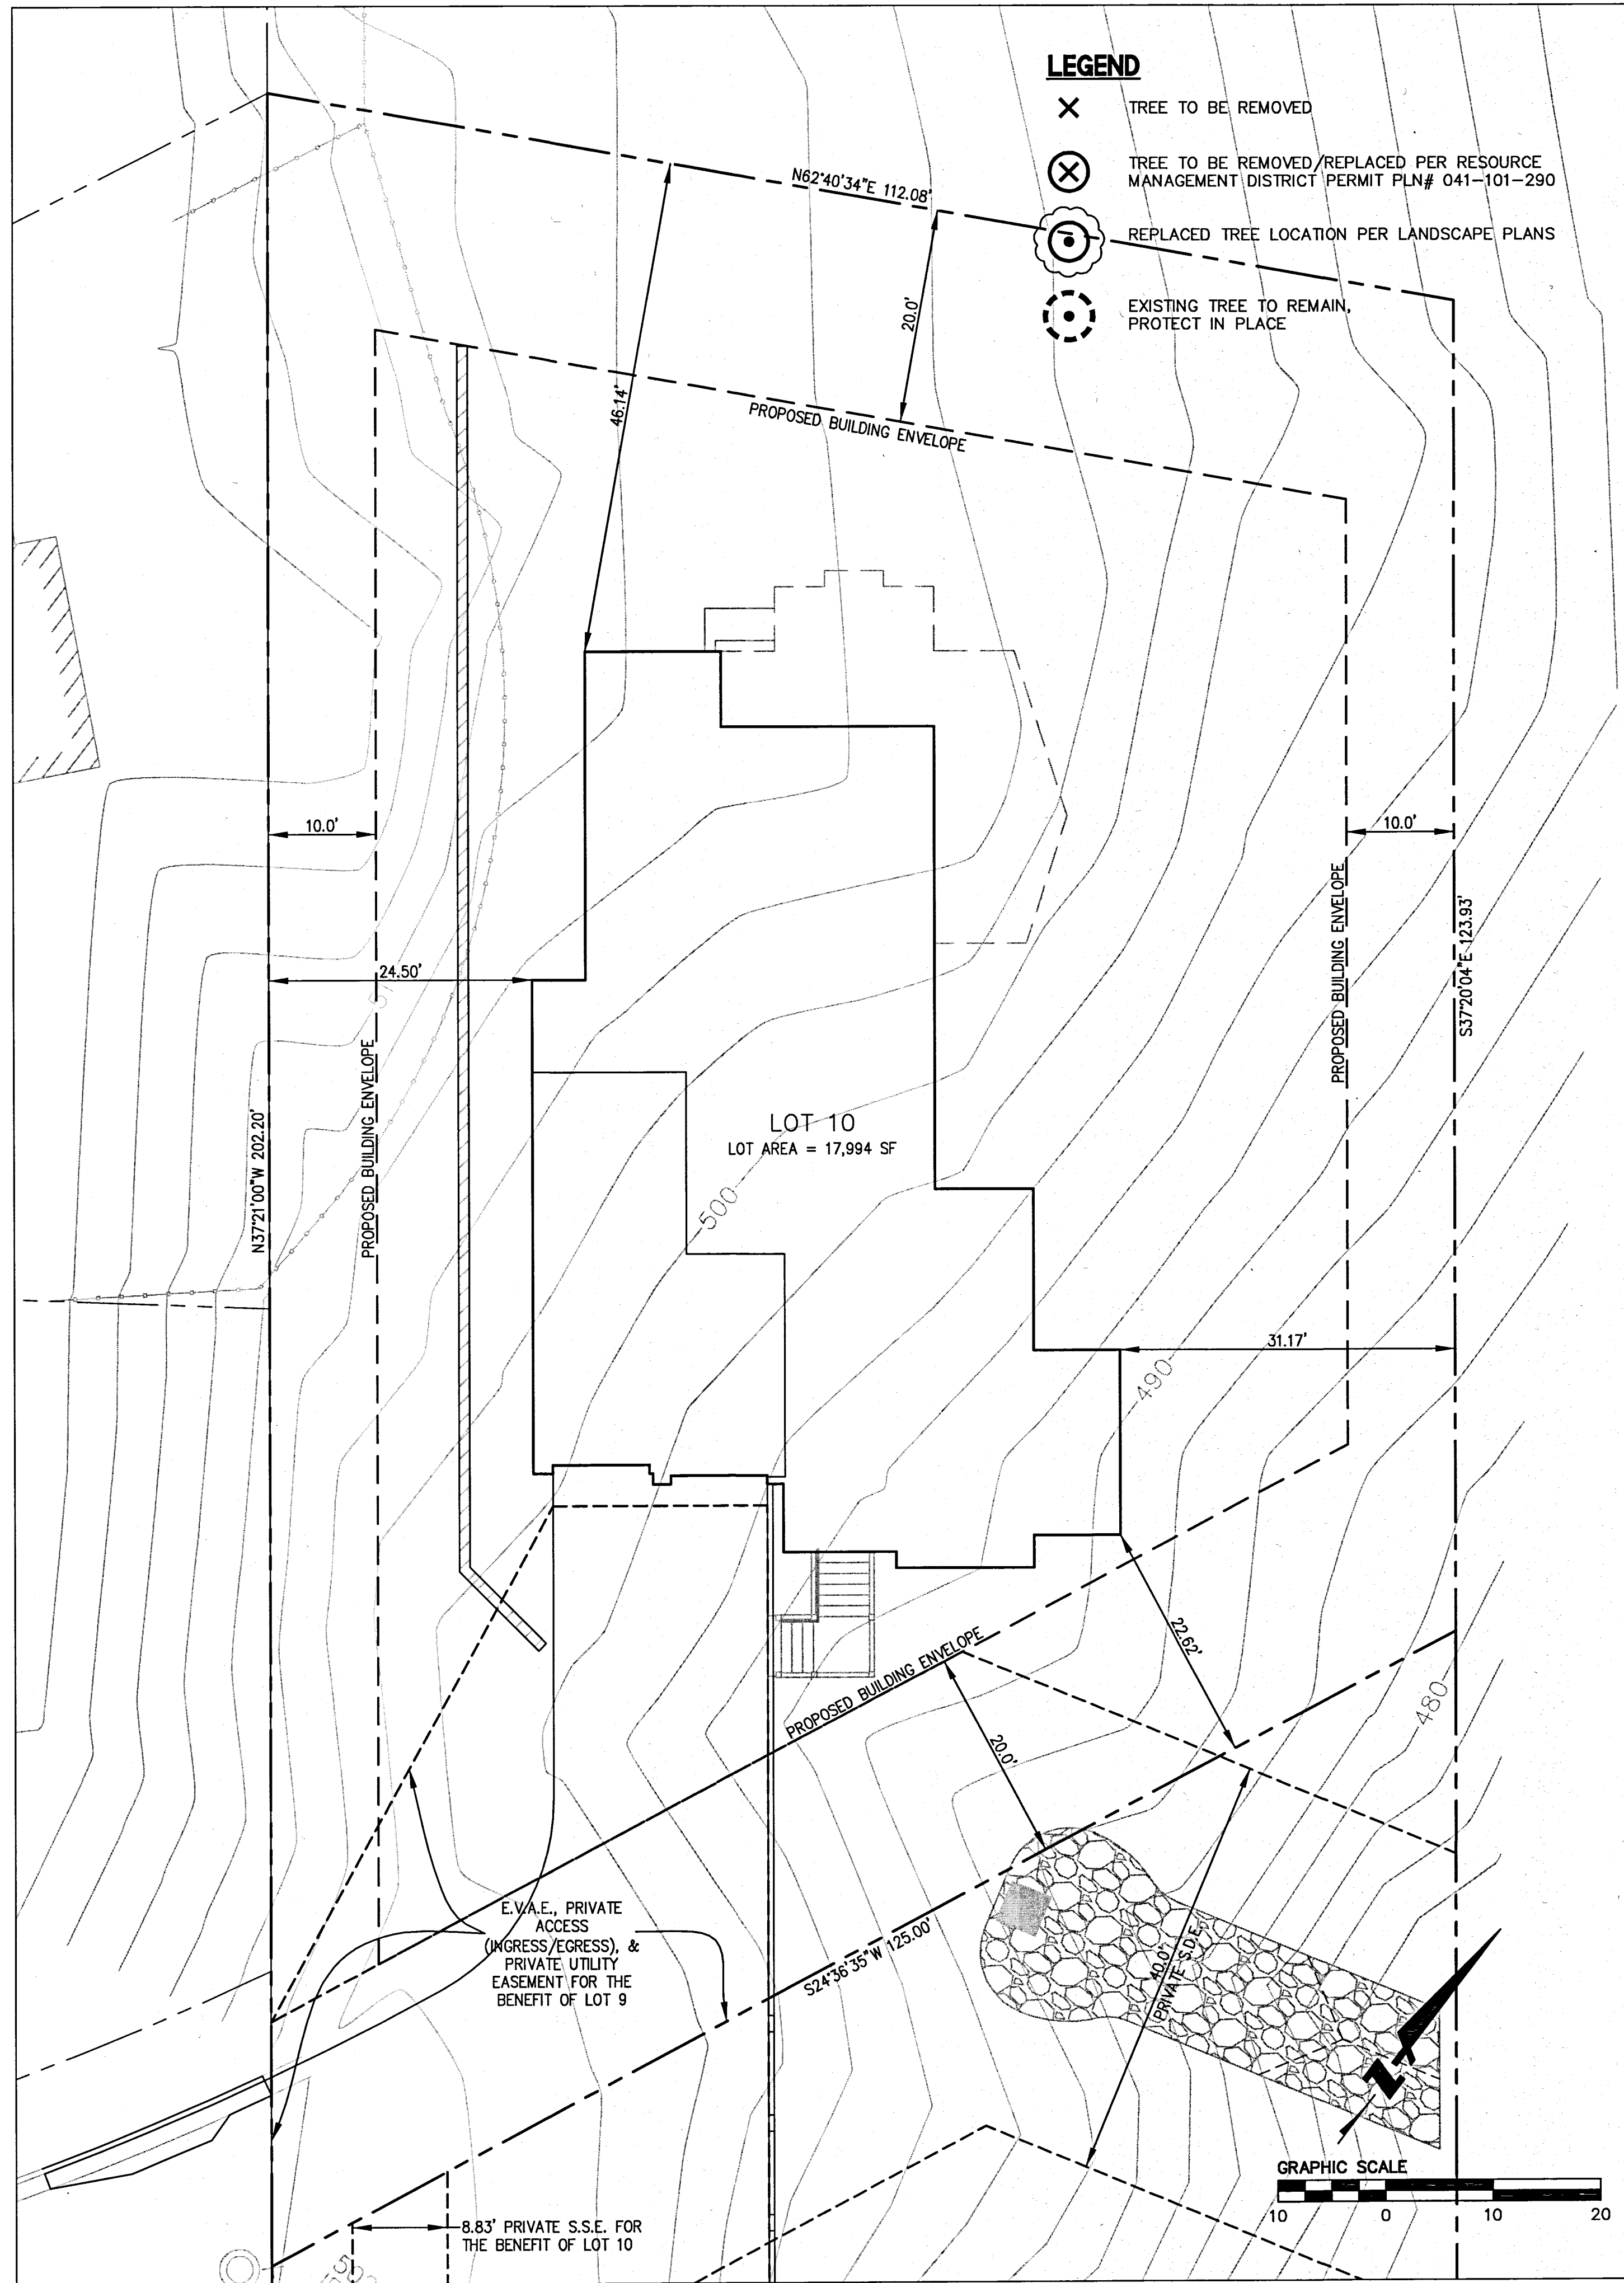 LEGEND
TREE TO BE REMOVED
TREE TO BE REMOVED/REPLACED PER RESOURCE
MANAGEMENT DISTRICT PERMIT PLN# 041-101-290
REPLACED TREE LOCATION PER LANDSCAPE PLANS
EXISTING TREE TO REMAIN,
PROTECT IN PLACE
N62°40'34"E 112.08'
20.0'
46.14'
PROPOSED BUILDING ENVELOPE
10.0'
10.0'
PROPOSED BUILDING ENVELOPE
S37°20'04"E 123.93'
24.50'
PROPOSED BUILDING ENVELOPE
N37°21'00"W 202.20'
LOT 10
LOT AREA = 17,994 SF
500
31.17'
490
22.62'
PROPOSED BUILDING ENVELOPE
480
20.0'
E.V.A.E., PRIVATE
ACCESS
(INGRESS/EGRESS), &
PRIVATE UTILITY
EASEMENT FOR THE
BENEFIT OF LOT 9
S24°36'35"W 125.00'
40.0'
PRIVATE S.D.E.
N
GRAPHIC SCALE
10 0 10 20
8.83' PRIVATE S.S.E. FOR
THE BENEFIT OF LOT 10